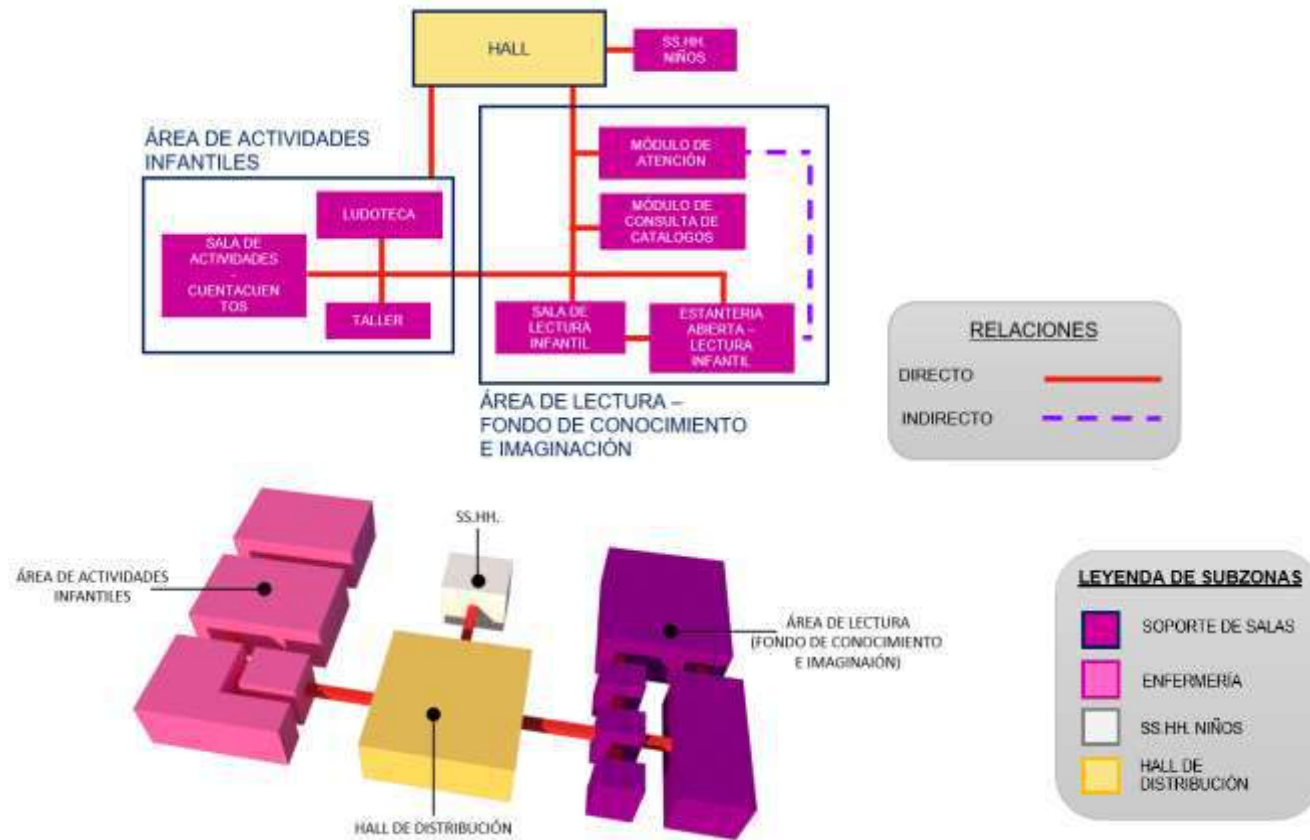 HALL
SS.HH.
NIÑOS
ÁREA DE ACTIVIDADES
INFANTILES
MÓDULO DE
ATENCIÓN
LUDOTECA
MÓDULO DE
CONSULTA DE
CATALOGOS
SALA DE
ACTIVIDADES
-
CUENTACUEN
TOS
TALLER
SALA DE
LECTURA
INFANTIL
ESTANTERIA
ABIERTA –
LECTURA
INFANTIL
ÁREA DE LECTURA –
FONDO DE CONOCIMIENTO
E IMAGINACIÓN
RELACIONES
DIRECTO
INDIRECTO
SS.HH.
ÁREA DE ACTIVIDADES
INFANTILES
ÁREA DE LECTURA
(FONDO DE CONOCIMIENTO
E IMAGINAIÓN)
HALL DE DISTRIBUCIÓN
LEYENDA DE SUBZONAS
SOPORTE DE SALAS
ENFERMERÍA
SS.HH. NIÑOS
HALL DE
DISTRIBUCIÓN